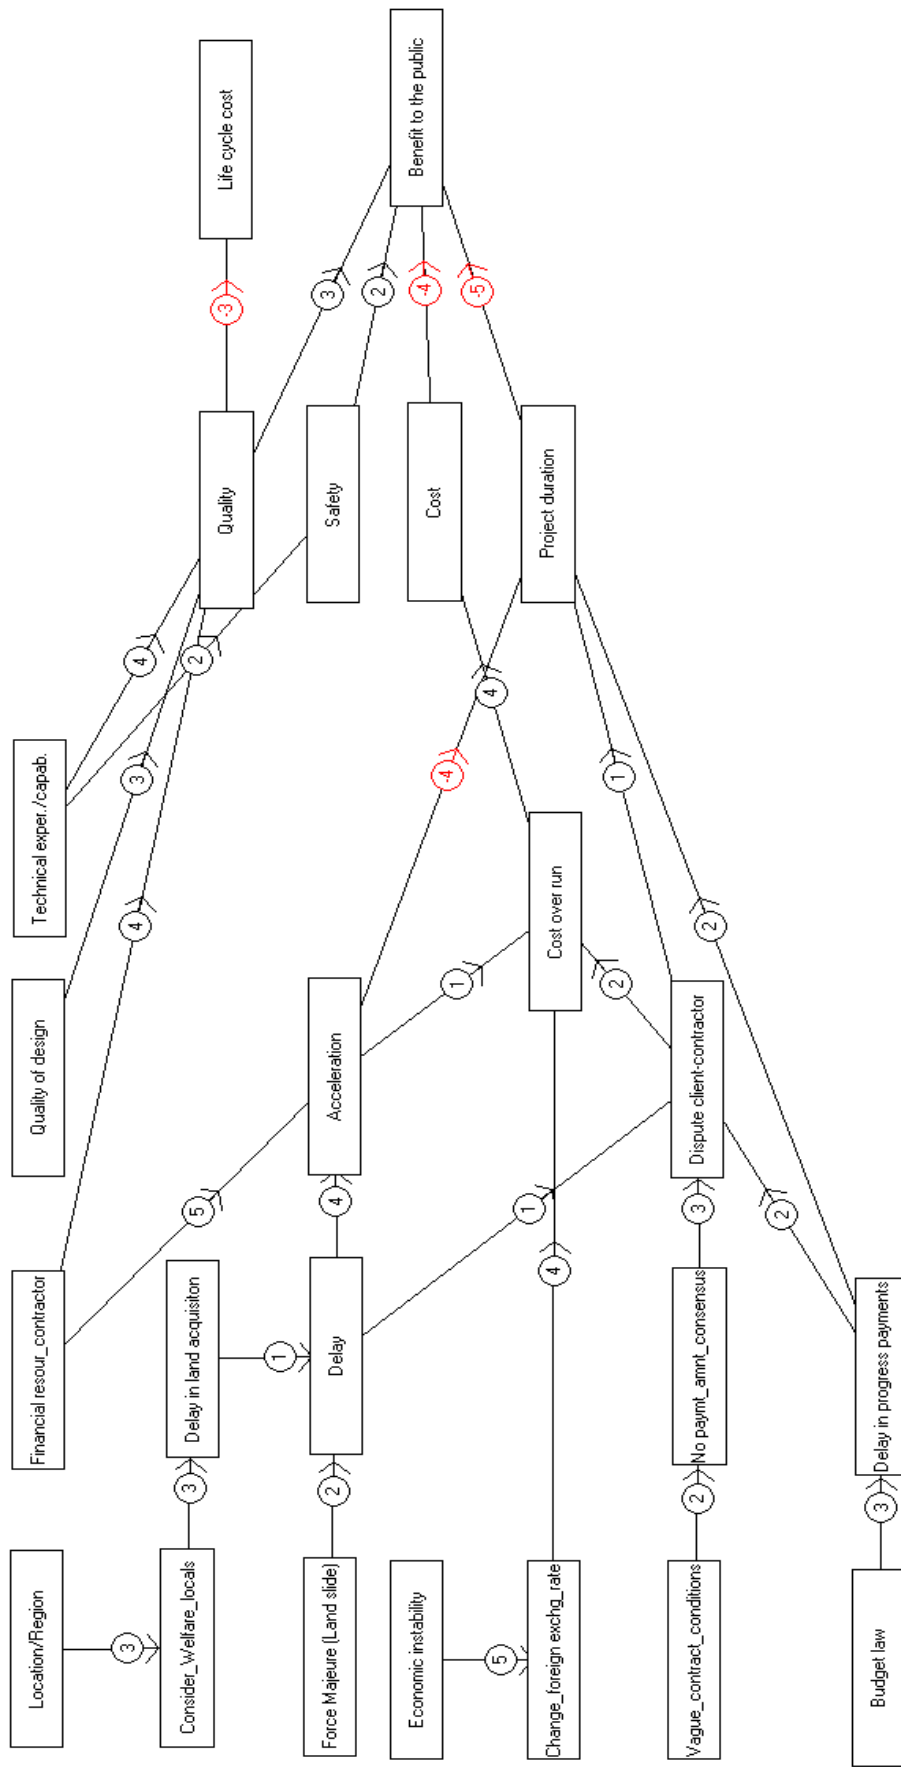 Location/Region
Financial resour_contractor
Quality of design
Technical exper./capab.
3
4
3
4
Consider_Welfare_locals
3
Delay in land acquisiton
5
2
Quality
-3
Life cycle cost
1
Force Majeure (Land slide)
2
Delay
4
Acceleration
Safety
3
2
Economic instability
Cost
-4
Benefit to the public
1
-4
4
-5
5
1
Change_foreign exchg_rate
4
Cost over run
Project duration
2
1
Vague_contract_conditions
2
No paymt_amnt_consensus
3
Dispute client-contractor
2
2
Budget law
3
Delay in progress payments